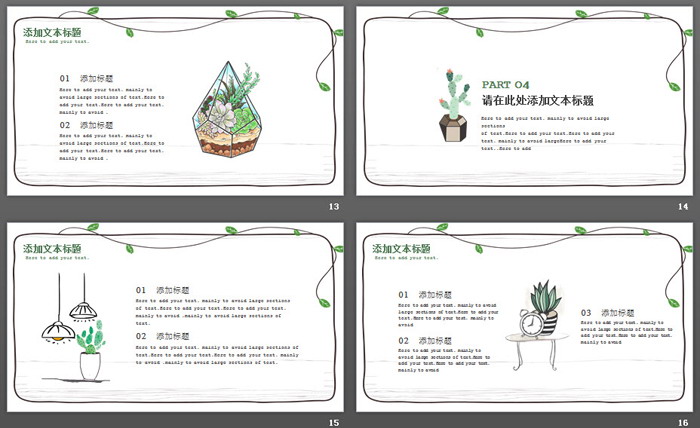 添加文本标题
Here to add your text.
01 添加标题
Here to add your text. mainly to
avoid large sections of text.Here to
add your text.Here to add your text.
mainly to avoid .
02 添加标题
Here to add your text. mainly to
avoid large sections of text.Here to
add your text.Here to add your text.
mainly to avoid .
13
PART 04
请在此处添加文本标题
Here to add your text. mainly to avoid large
sections
of text.Here to add your text.Here to add your
text. mainly to avoid largeHere to add your
text..Here to add
14
添加文本标题
Here to add your text.
01 添加标题
Here to add your text. mainly to avoid large sections
of text.Here to add your text.Here to add your text.
mainly to avoid .mainly to avoid large sections of
text.
02 添加标题
Here to add your text. mainly to avoid large sections of
text.Here to add your text.Here to add your text. mainly
to avoid .mainly to avoid large sections of text.
15
添加文本标题
Here to add your text.
01 添加标题
Here to add your text. mainly to avoid
large sections of text.Here to add your
text.Here to add your text. mainly to
avoid
02 添加标题
Here to add your text. mainly to
avoid large sections of text.Here to
add your text.Here to add your text.
mainly to avoid
03 添加标题
Here to add your text. mainly to
avoid large sections of text.Here to
add your text.Here to add your text.
mainly to avoid
16